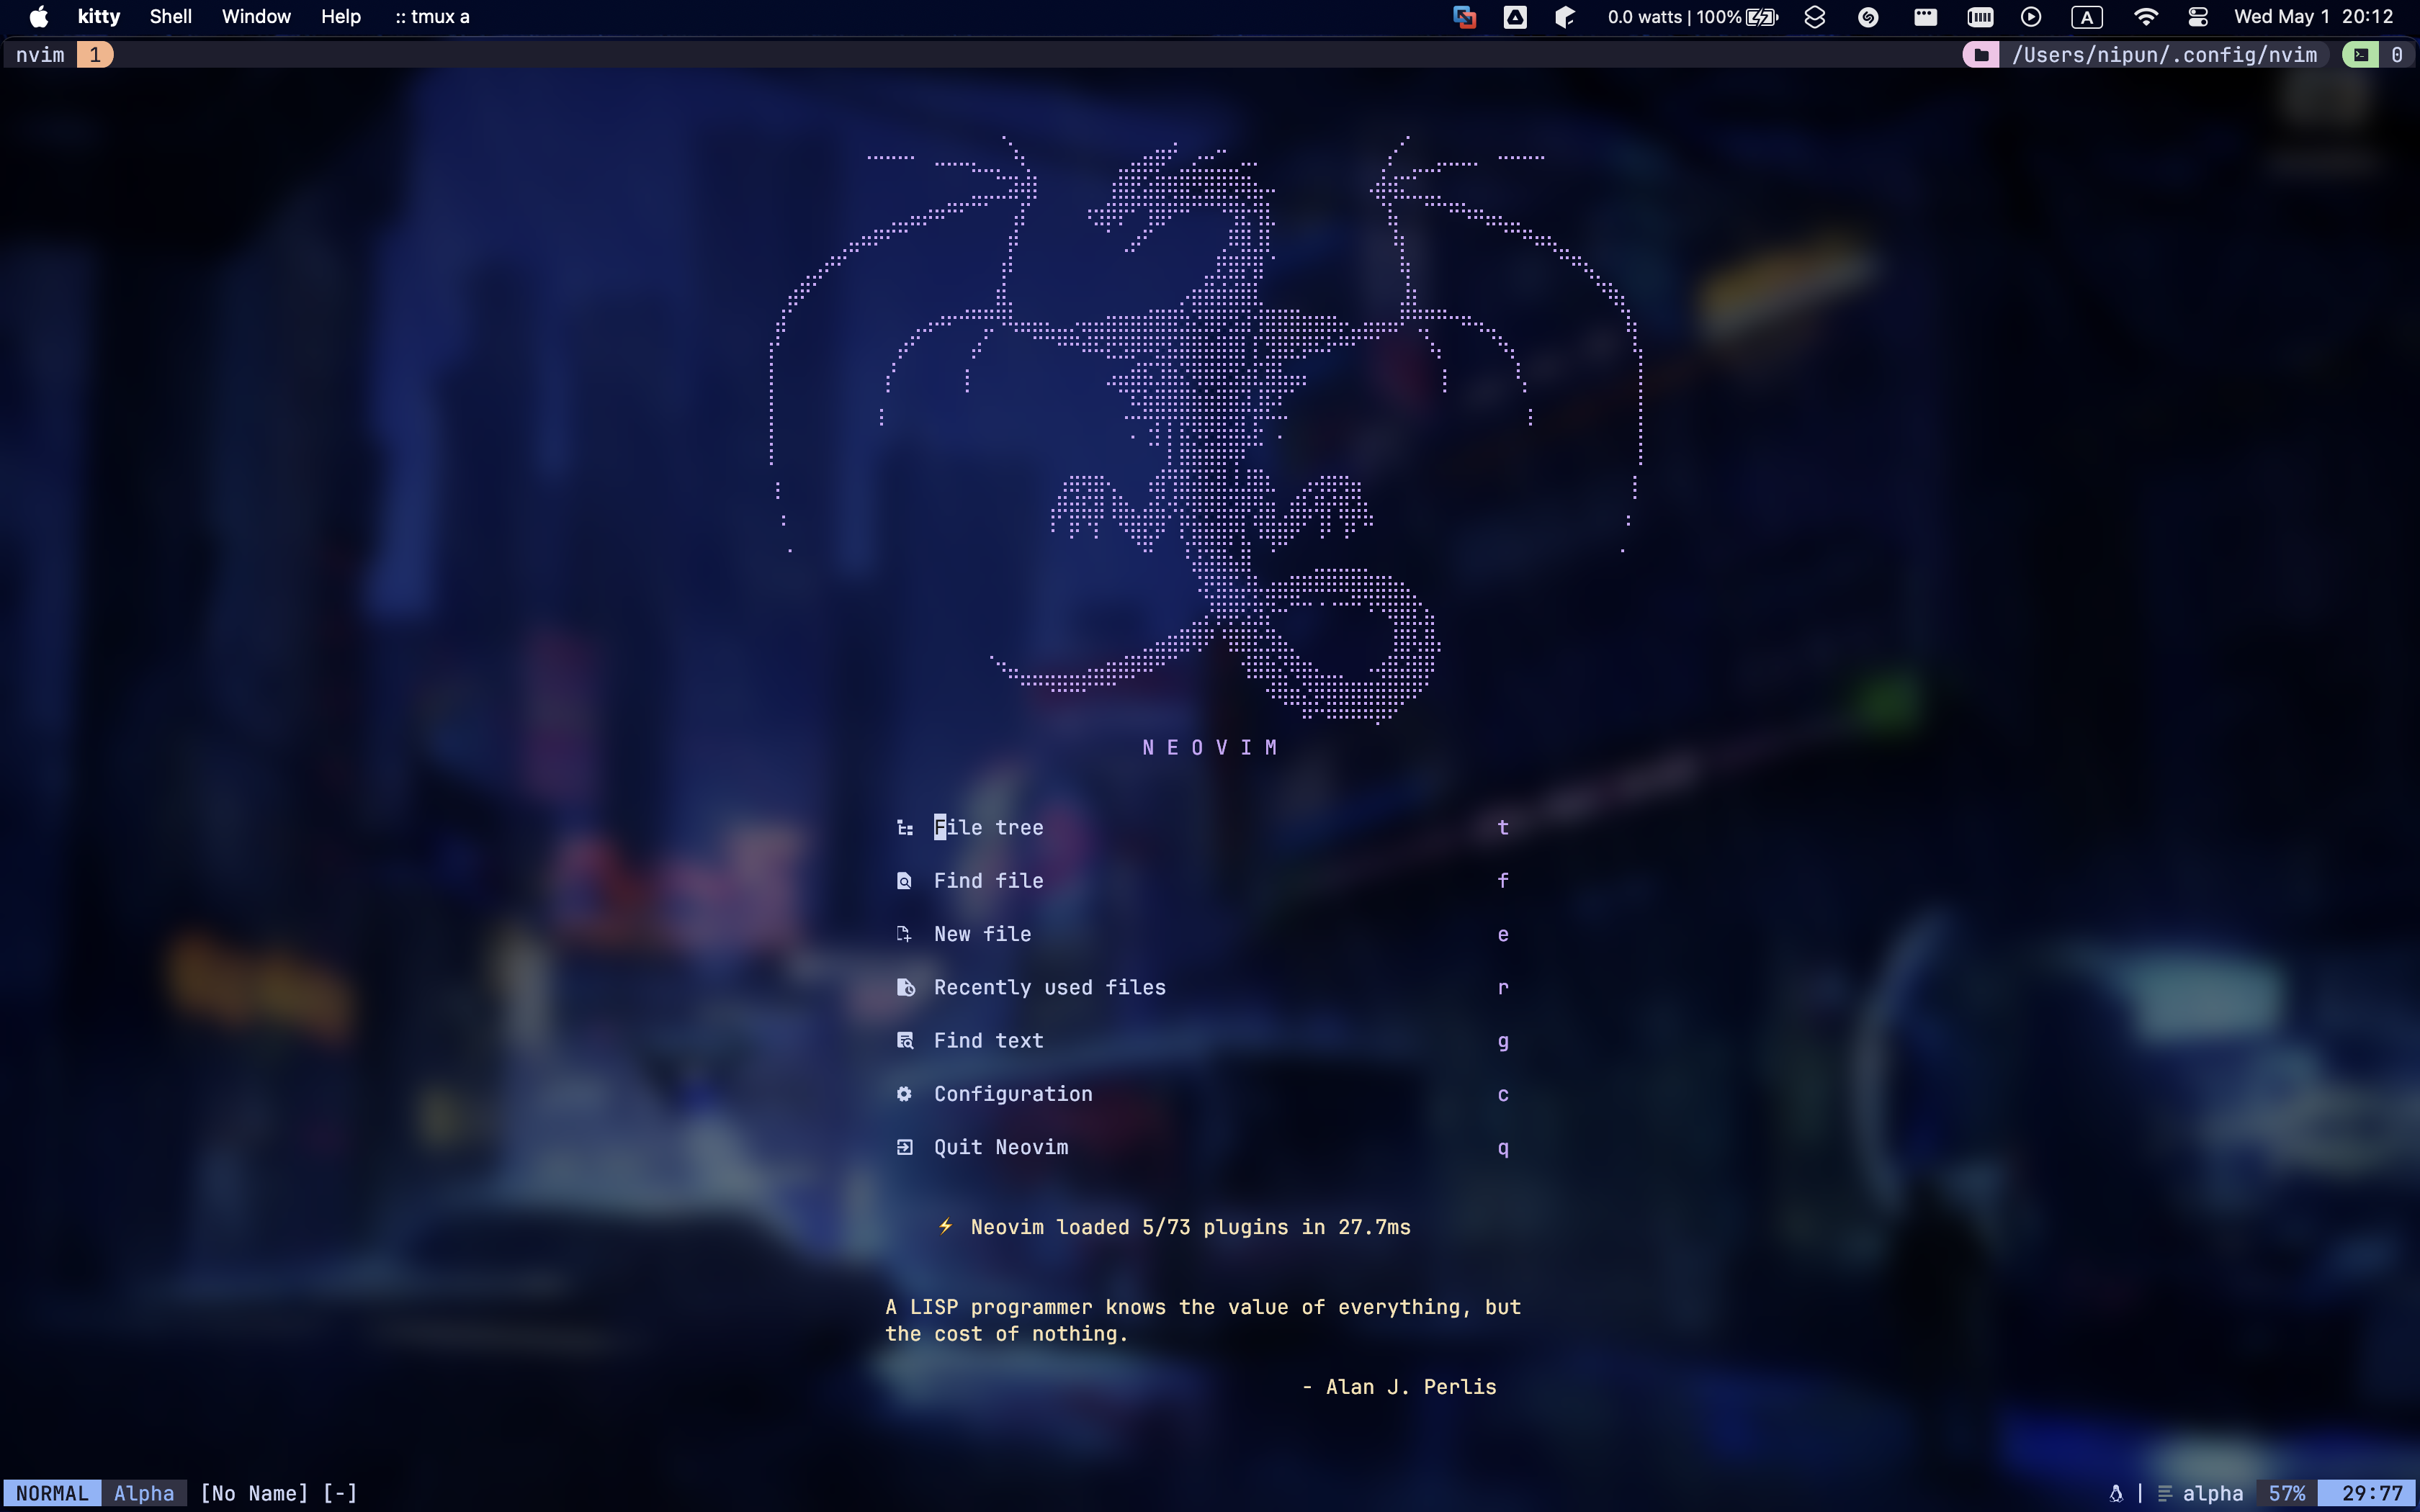 kitty Shell Window Help :: tmux a 0.0 watts | 100% A Wed May 1 20:12
nvim 1 /Users/nipun/.config/nvim 0
N E O V I M
File tree t
Find file f
New file e
Recently used files r
Find text g
Configuration c
Quit Neovim q
⚡ Neovim loaded 5/73 plugins in 27.7ms
A LISP programmer knows the value of everything, but
the cost of nothing.
- Alan J. Perlis
NORMAL Alpha [No Name] [-] | alpha 57% 29:77